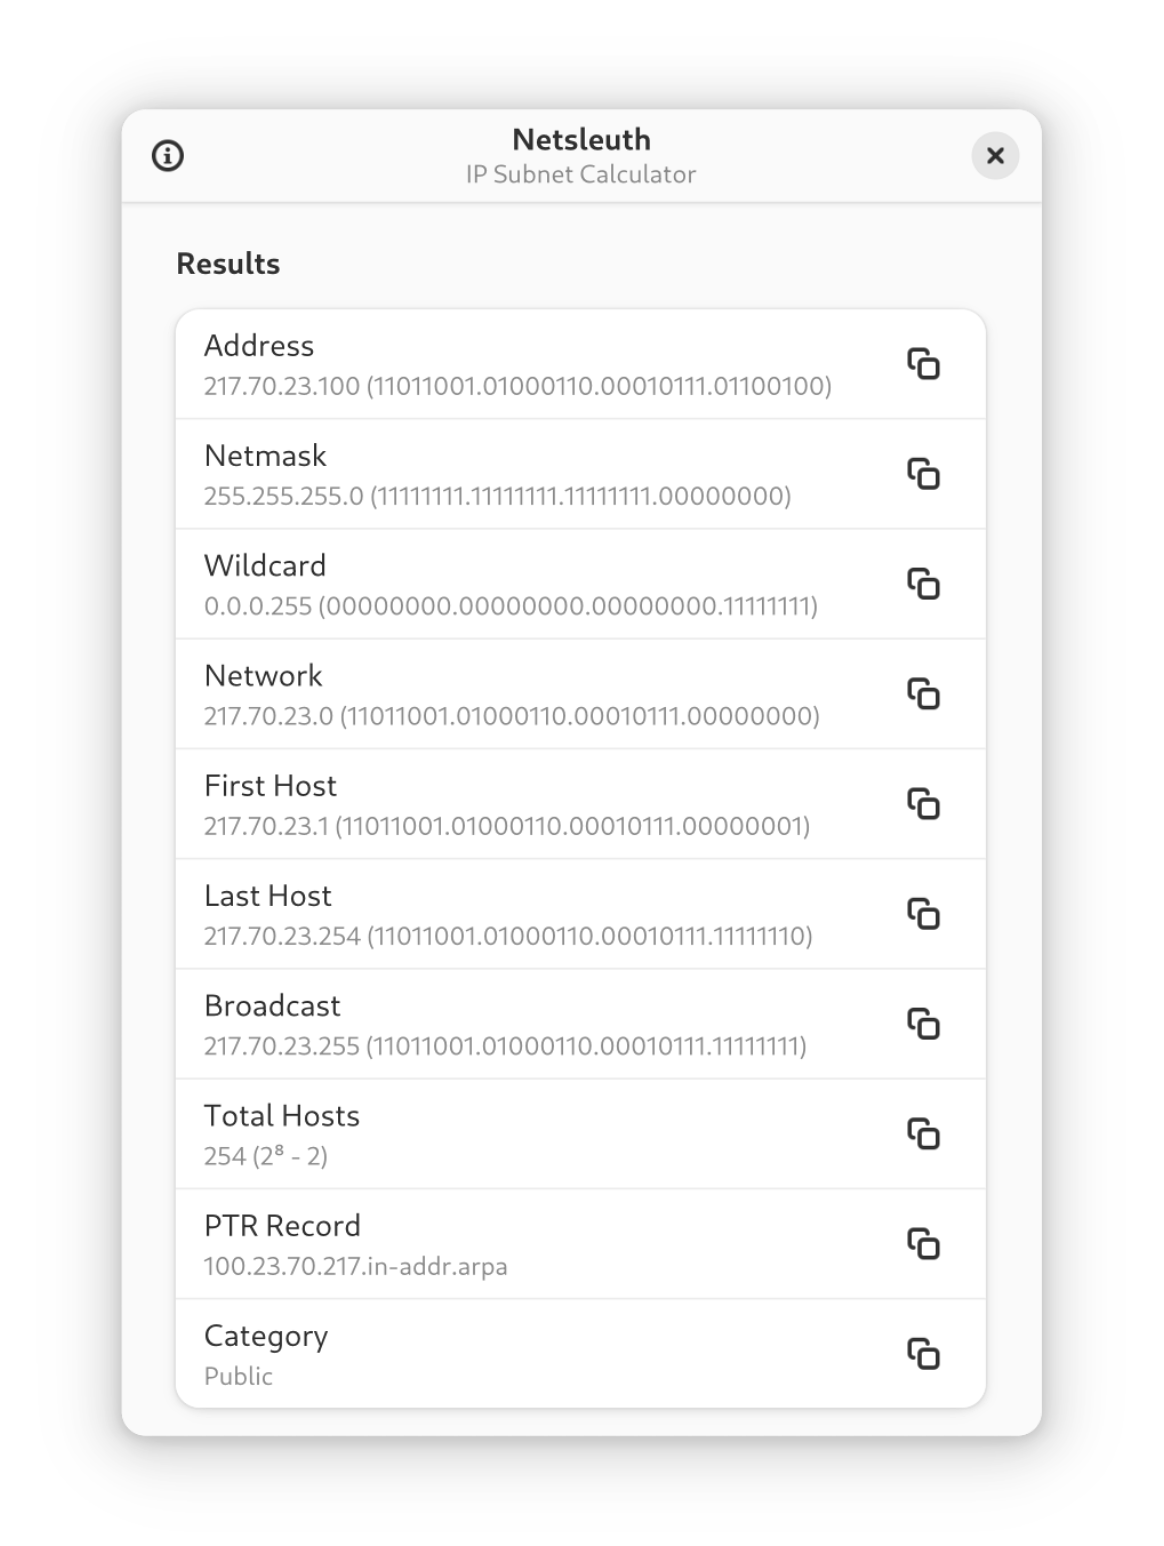 Netsleuth
IP Subnet Calculator
Results
Address
217.70.23.100 (11011001.01000110.00010111.01100100)
Netmask
255.255.255.0 (11111111.11111111.11111111.00000000)
Wildcard
0.0.0.255 (00000000.00000000.00000000.11111111)
Network
217.70.23.0 (11011001.01000110.00010111.00000000)
First Host
217.70.23.1 (11011001.01000110.00010111.00000001)
Last Host
217.70.23.254 (11011001.01000110.00010111.11111110)
Broadcast
217.70.23.255 (11011001.01000110.00010111.11111111)
Total Hosts
254 (2⁸ - 2)
PTR Record
100.23.70.217.in-addr.arpa
Category
Public